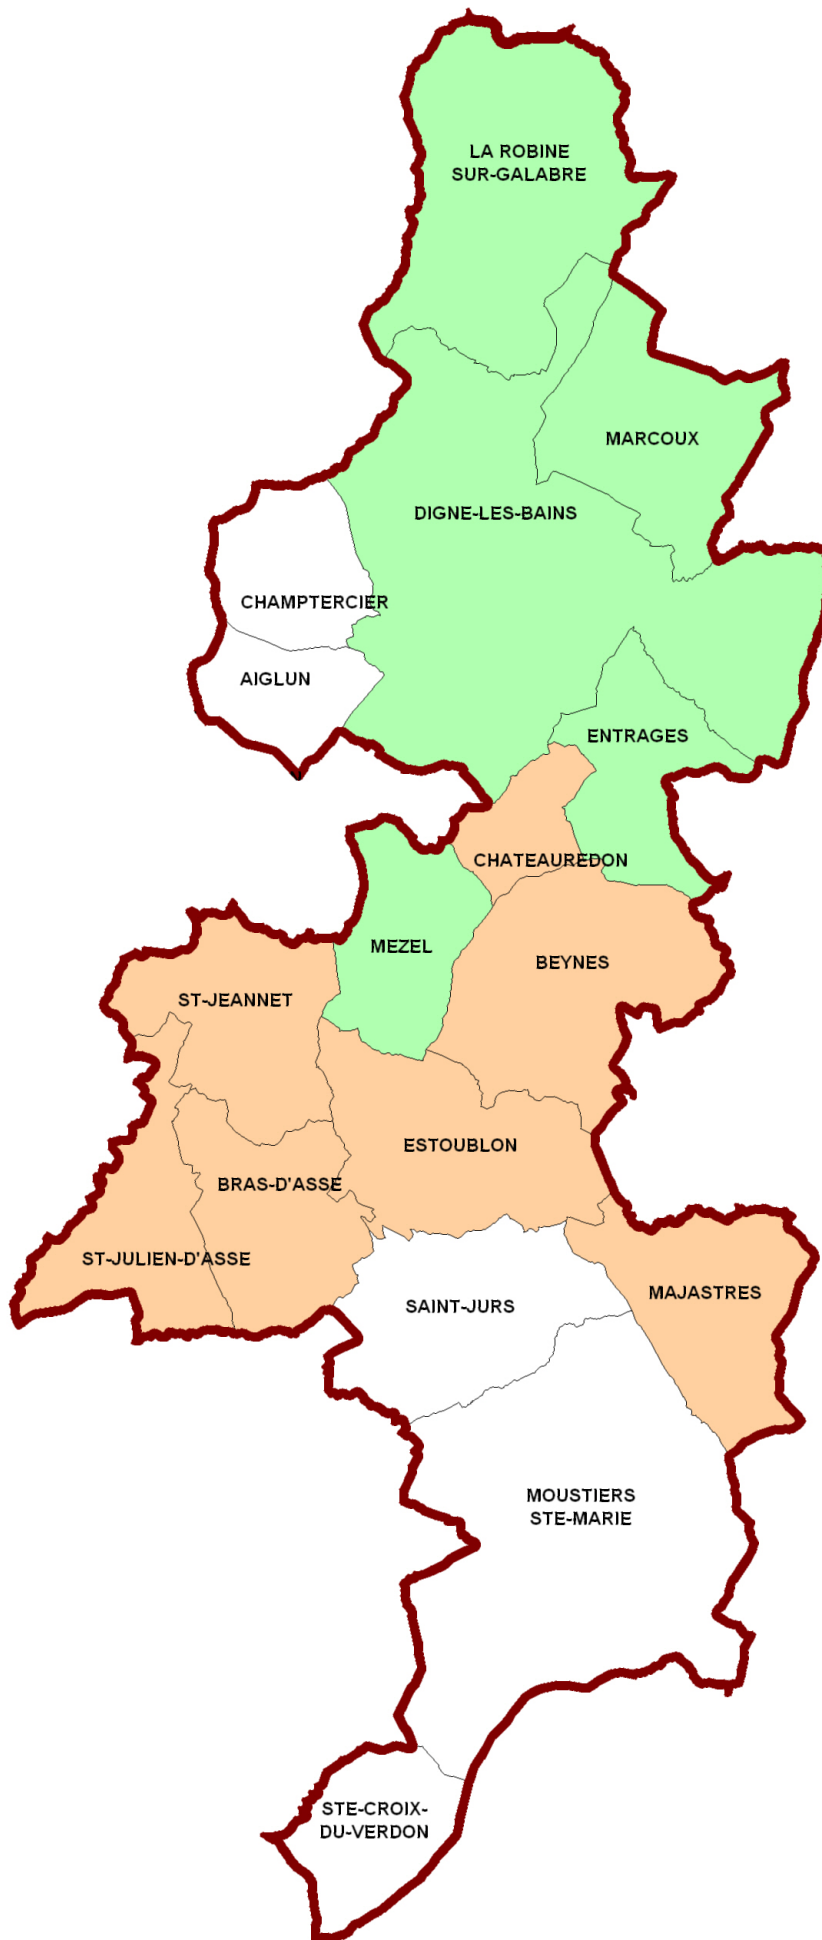 LA ROBINE
SUR-GALABRE
MARCOUX
DIGNE-LES-BAINS
CHAMPTERCIER
AIGLUN
ENTRAGES
CHATEAUREDON
MEZEL
BEYNES
ST-JEANNET
ESTOUBLON
BRAS-D'ASSE
ST-JULIEN-D'ASSE
MAJASTRES
SAINT-JURS
MOUSTIERS
STE-MARIE
STE-CROIX-
DU-VERDON